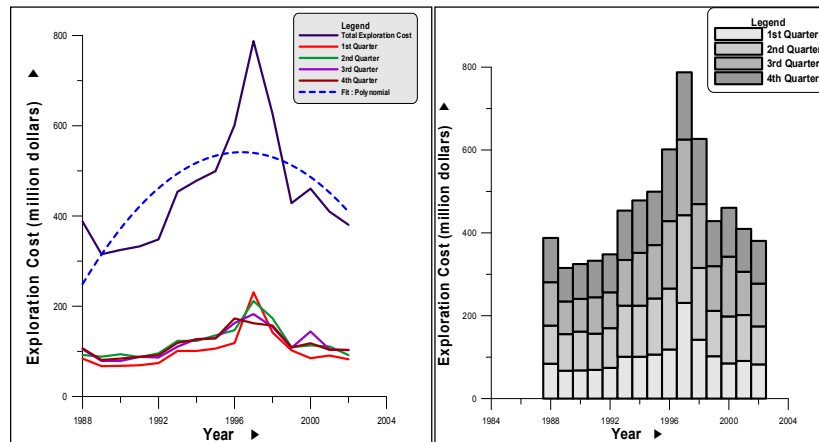 Legend
Total Exploration Cost
1st Quarter
2nd Quarter
3rd Quarter
4th Quarter
Fit : Polynomial
800
600
400
200
0
1988
1992
1996
2000
2004
Year
Exploration Cost (million dollars)
Legend
1st Quarter
2nd Quarter
3rd Quarter
4th Quarter
800
600
400
200
0
1984
1988
1992
1996
2000
2004
Year
Exploration Cost (million dollars)